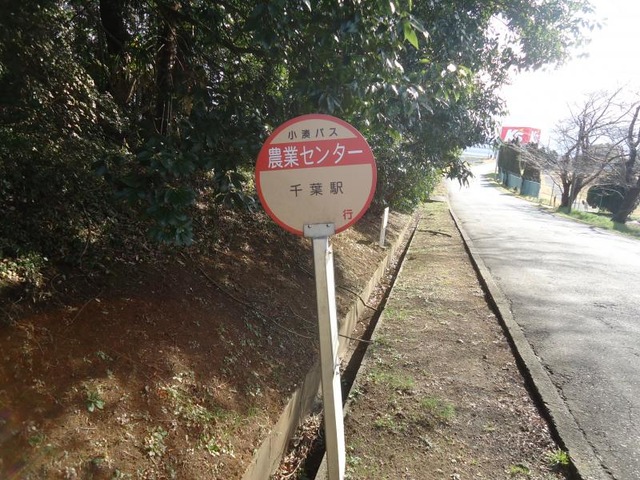 小湊バス
農業センター
千葉駅
行